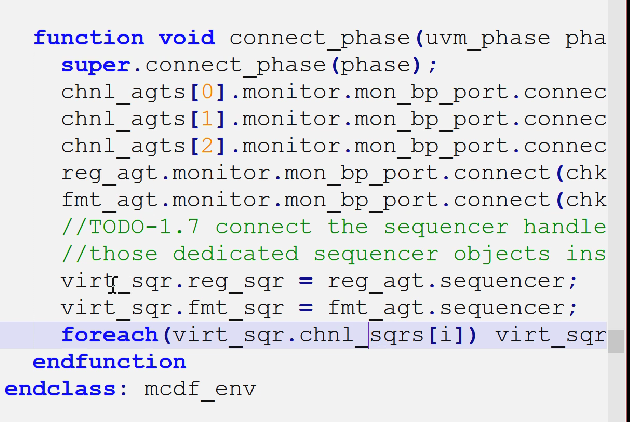 function void connect_phase(uvm_phase pha
super.connect_phase(phase);
chnl_agts[0].monitor.mon_bp_port.connec
chnl_agts[1].monitor.mon_bp_port.connec
chnl_agts[2].monitor.mon_bp_port.connec
reg_agt.monitor.mon_bp_port.connect(chk
fmt_agt.monitor.mon_bp_port.connect(chk
//TODO-1.7 connect the sequencer handle
//those dedicated sequencer objects ins
virt_sqr.reg_sqr = reg_agt.sequencer;
virt_sqr.fmt_sqr = fmt_agt.sequencer;
foreach(virt_sqr.chnl_sqrs[i]) virt_sqr
endfunction
endclass: mcdf_env